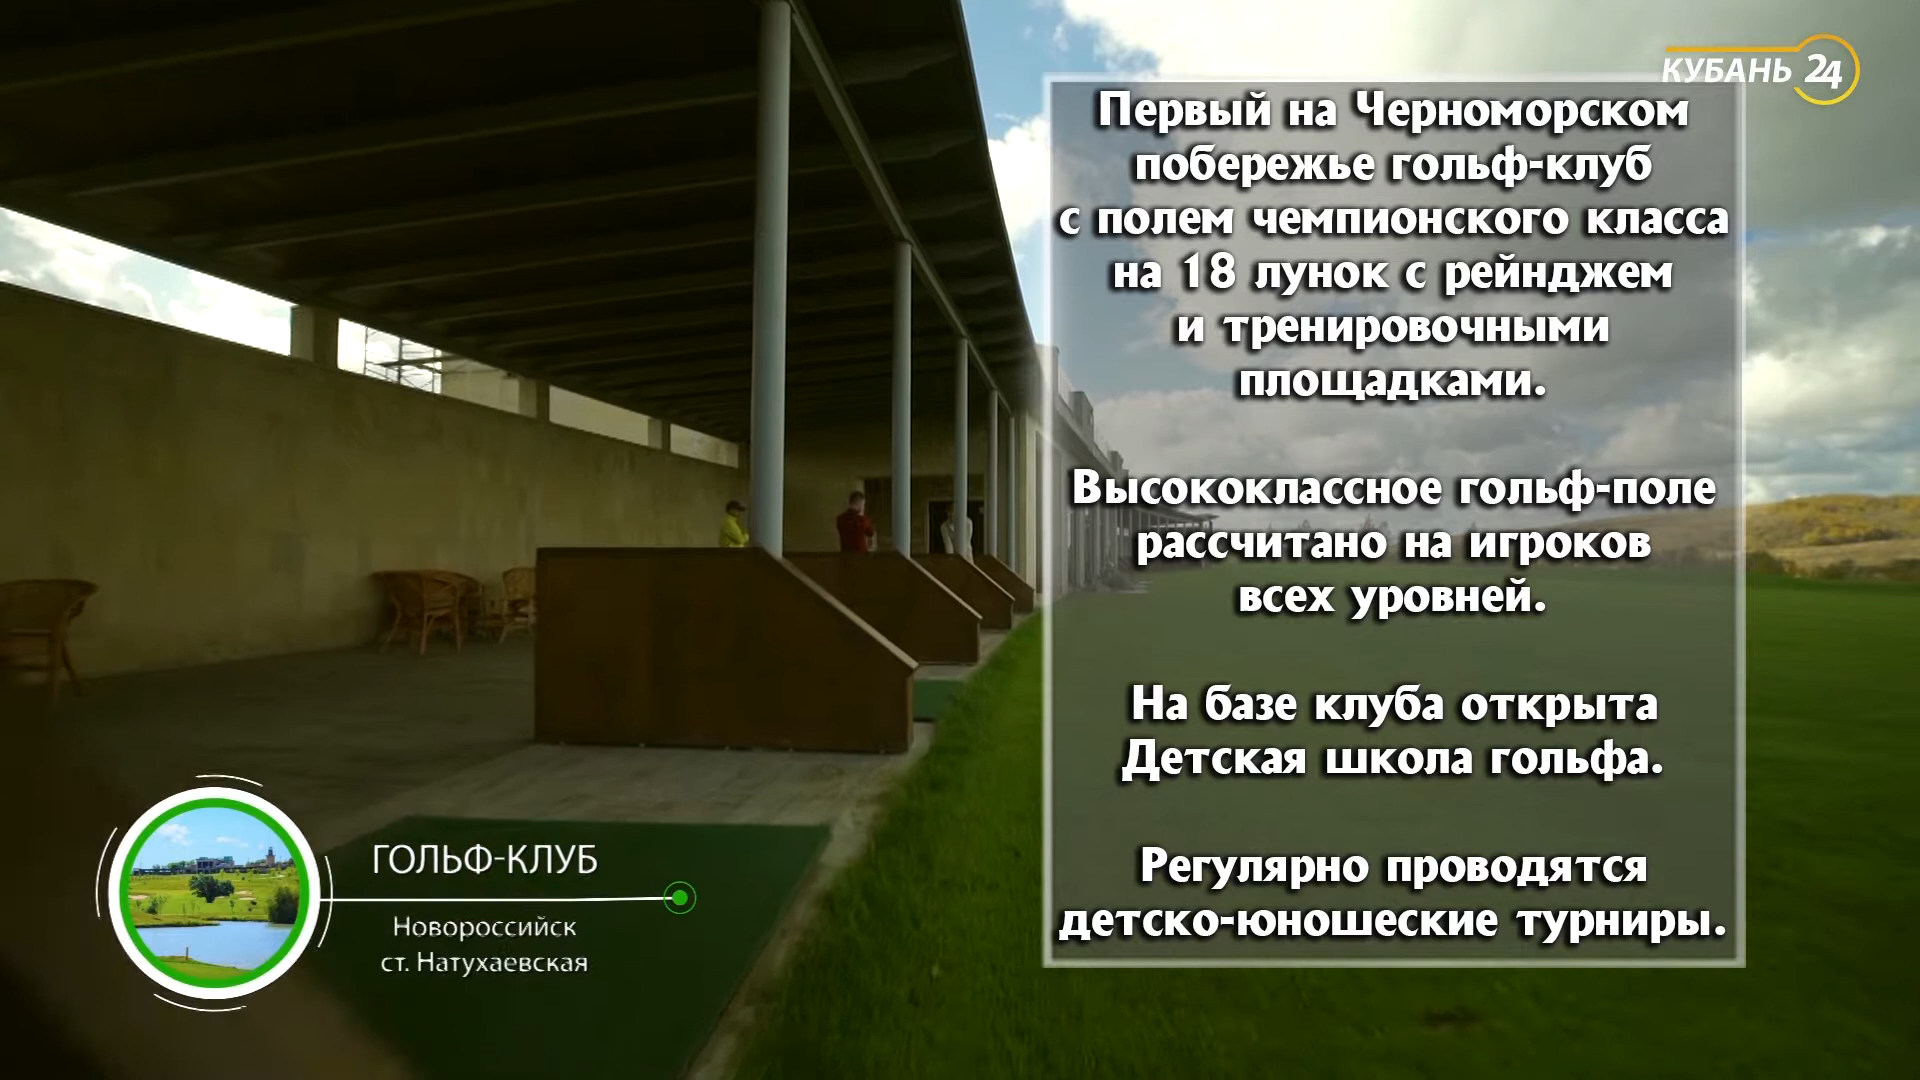 КУБАНЬ 24
Первый на Черноморском
побережье гольф-клуб
с полем чемпионского класса
на 18 лунок с рейнджем
и тренировочными
площадками.
Высококлассное гольф-поле
рассчитано на игроков
всех уровней.
На базе клуба открыта
Детская школа гольфа.
Регулярно проводятся
детско-юношеские турниры.
ГОЛЬФ-КЛУБ
Новороссийск
ст. Натухаевская